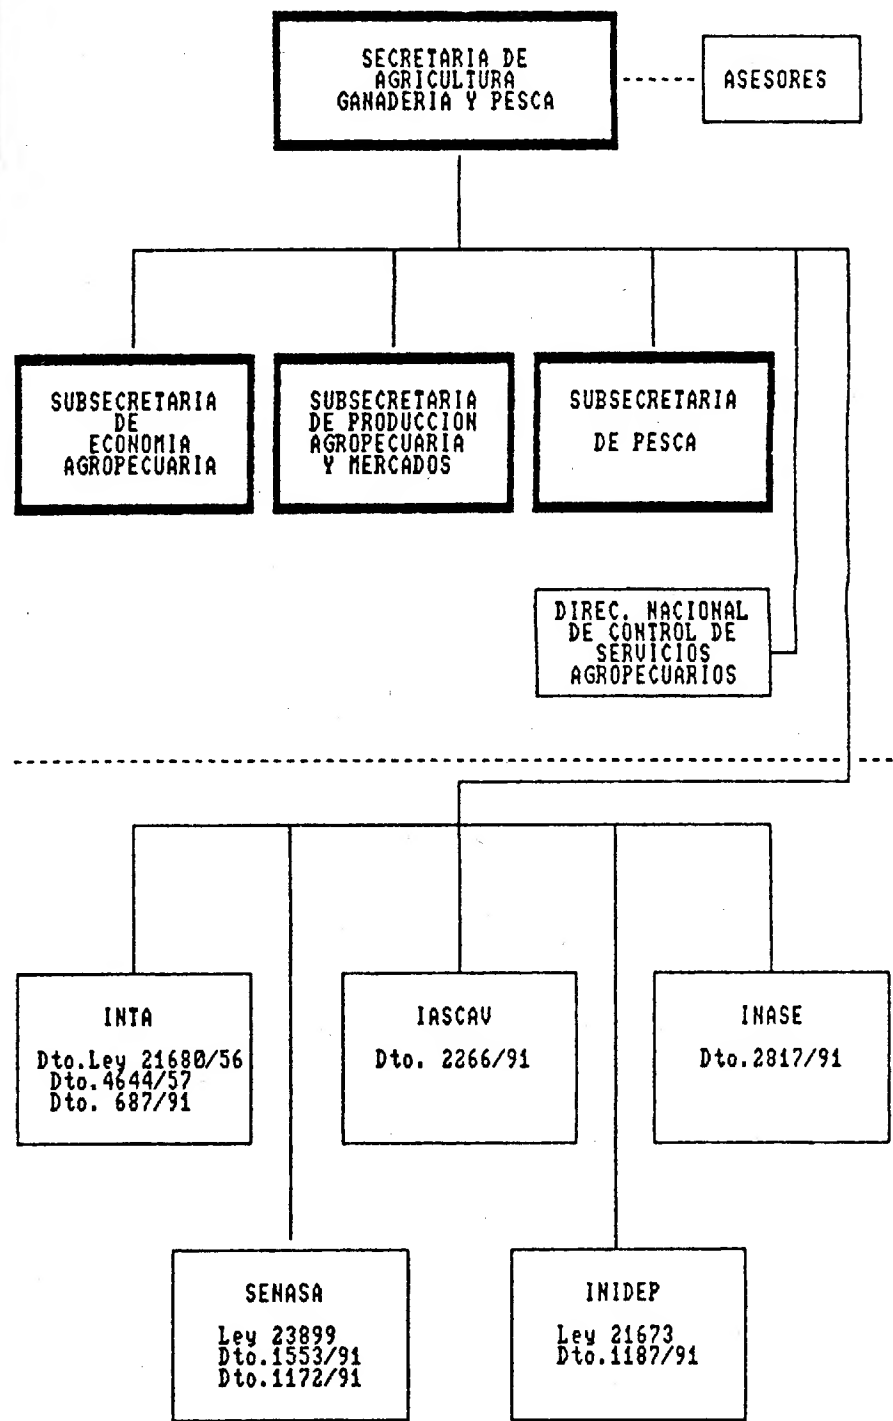 SECRETARIA DE
AGRICULTURA
GANADERIA Y PESCA
ASESORES
SUBSECRETARIA
DE
ECONOMIA
AGROPECUARIA
SUBSECRETARIA
DE PRODUCCION
AGROPECUARIA
Y MERCADOS
SUBSECRETARIA
DE PESCA
DIREC. NACIONAL
DE CONTROL DE
SERVICIOS
AGROPECUARIOS
INTA
Dto.Ley 21680/56
Dto.4644/57
Dto. 687/91
IASCAV
Dto. 2266/91
INASE
Dto.2817/91
SENASA
Ley 23899
Dto.1553/91
Dto.1172/91
INIDEP
Ley 21673
Dto.1187/91